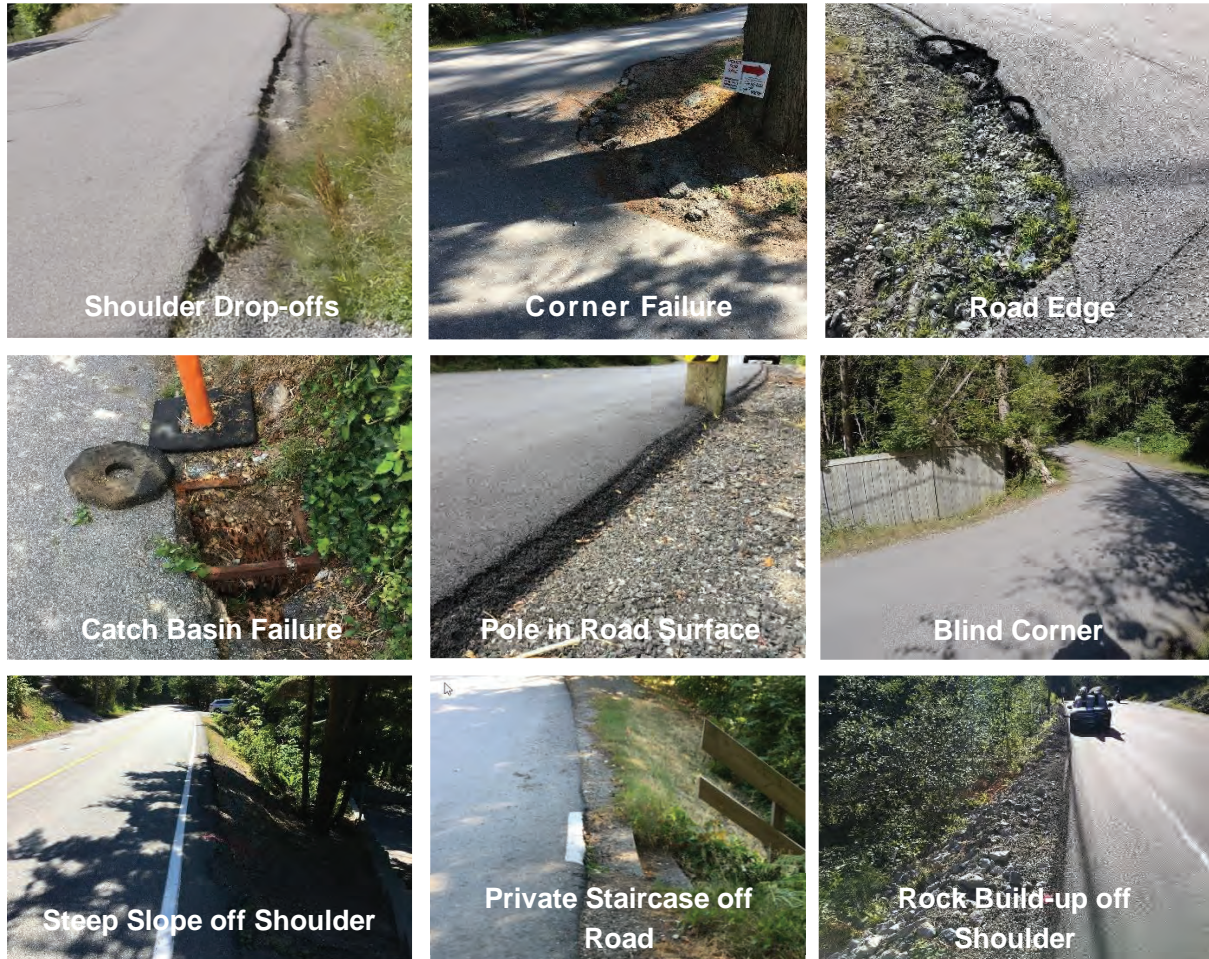 Shoulder Drop-offs
Corner Failure
Road Edge
Catch Basin Failure
Pole in Road Surface
Blind Corner
Steep Slope off Shoulder
Private Staircase off
Road
Rock Build-up off
Shoulder